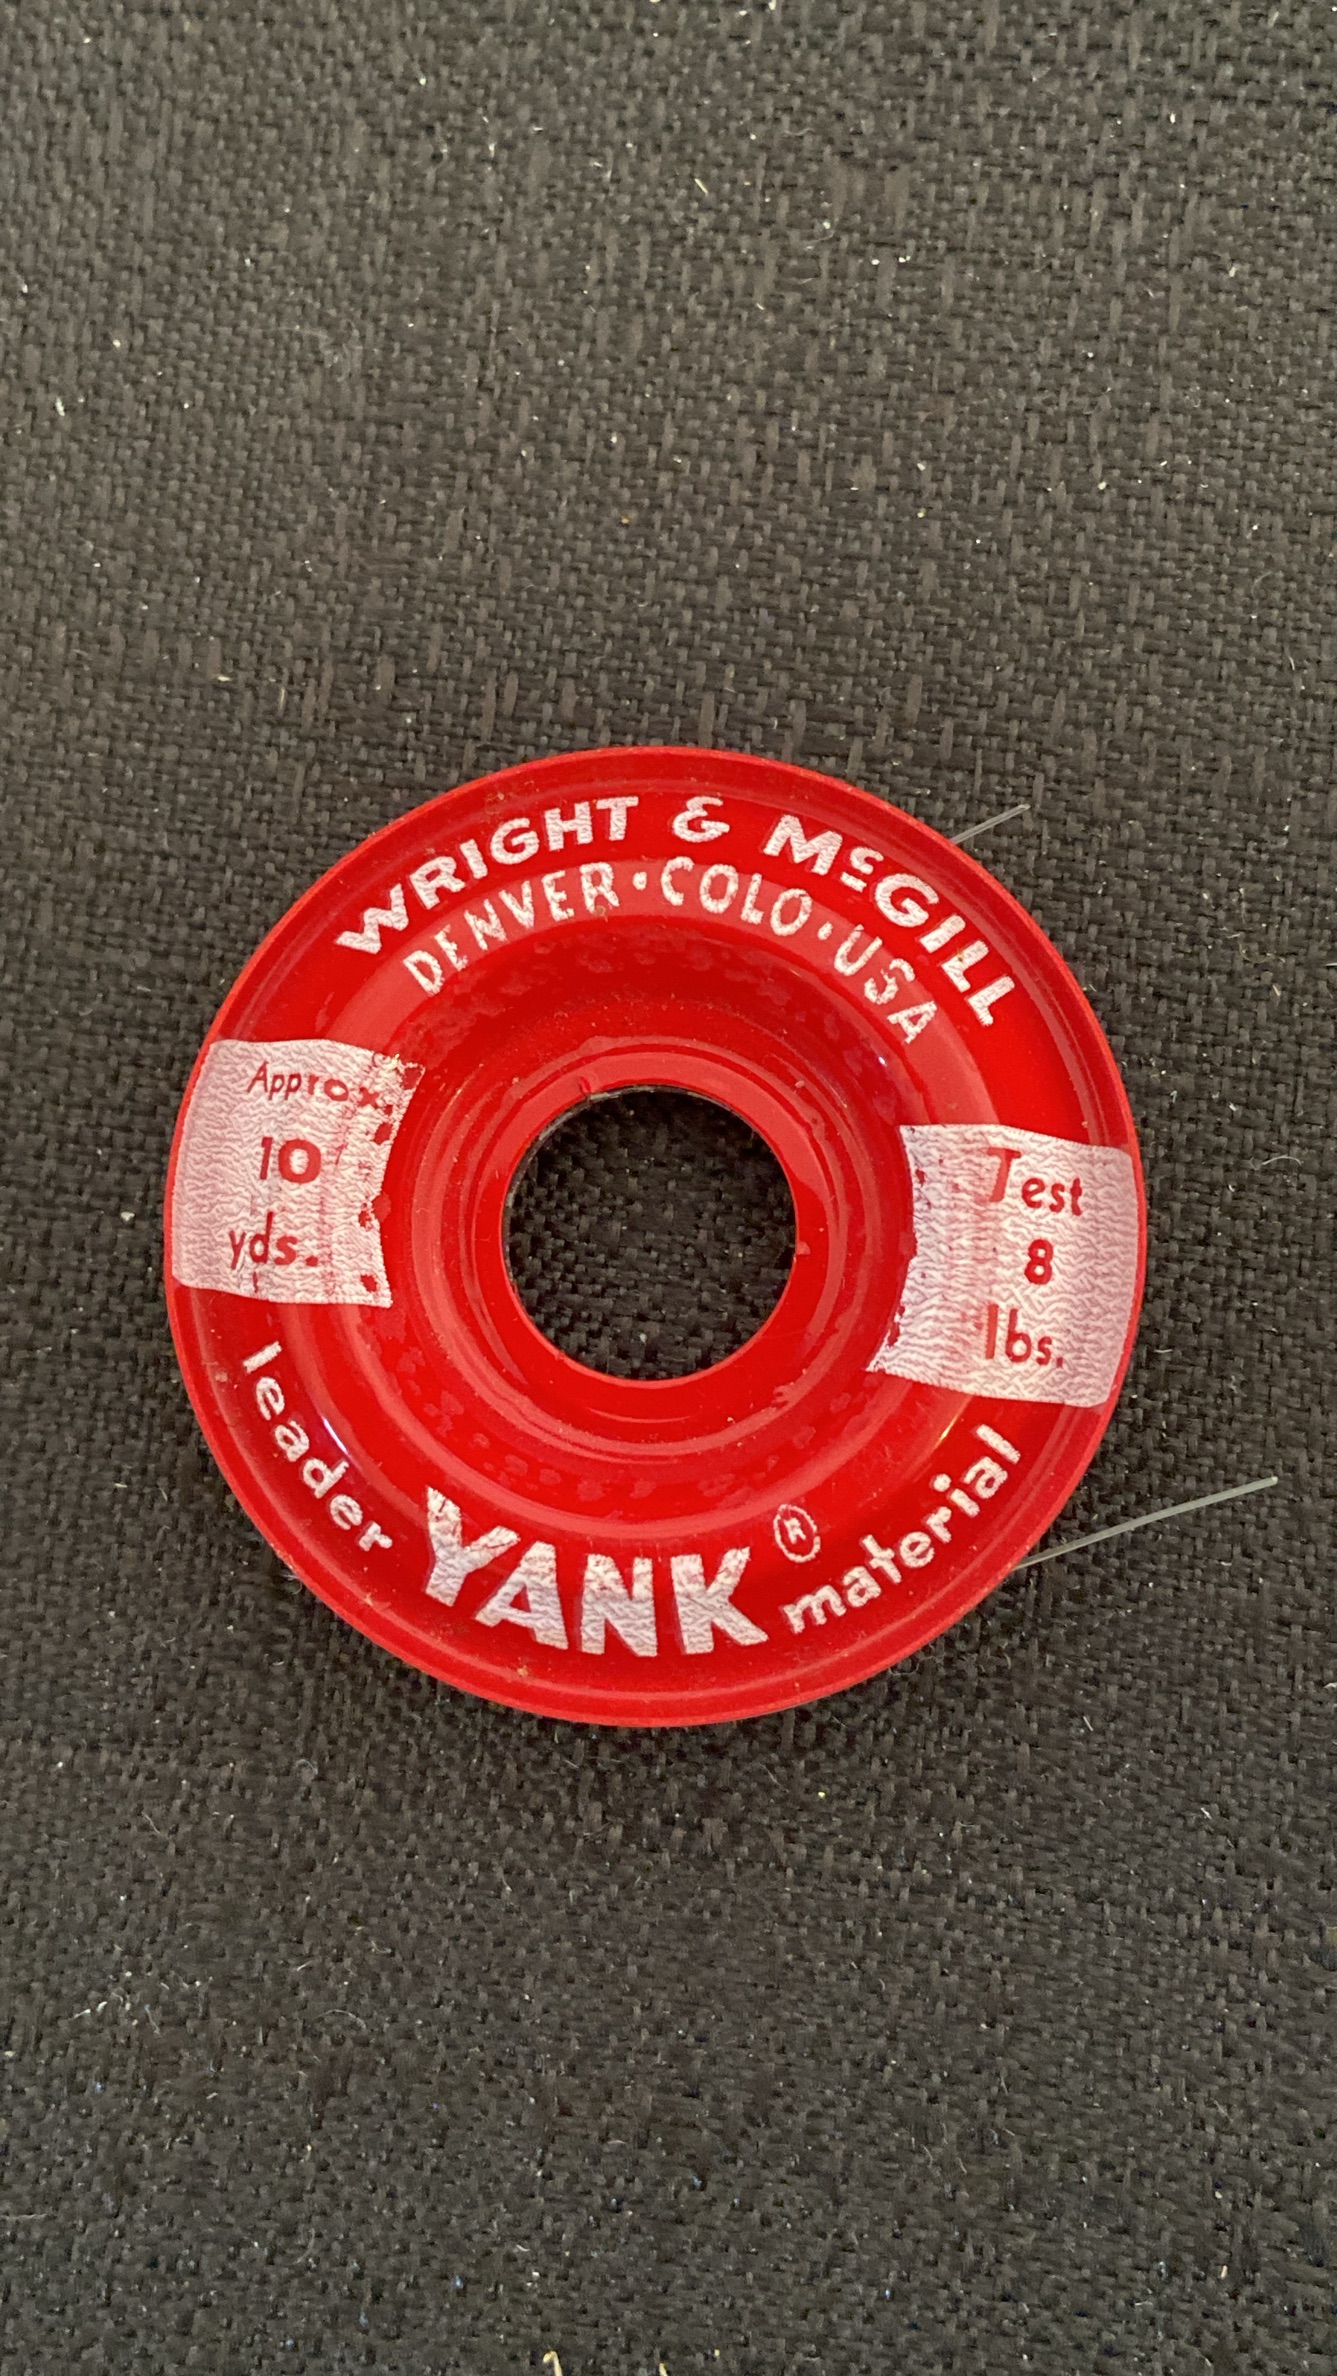 WRIGHT & McGILL
DENVER • COLO • USA
Approx.
10
yds.
Test
8
lbs.
leader YANK ® material